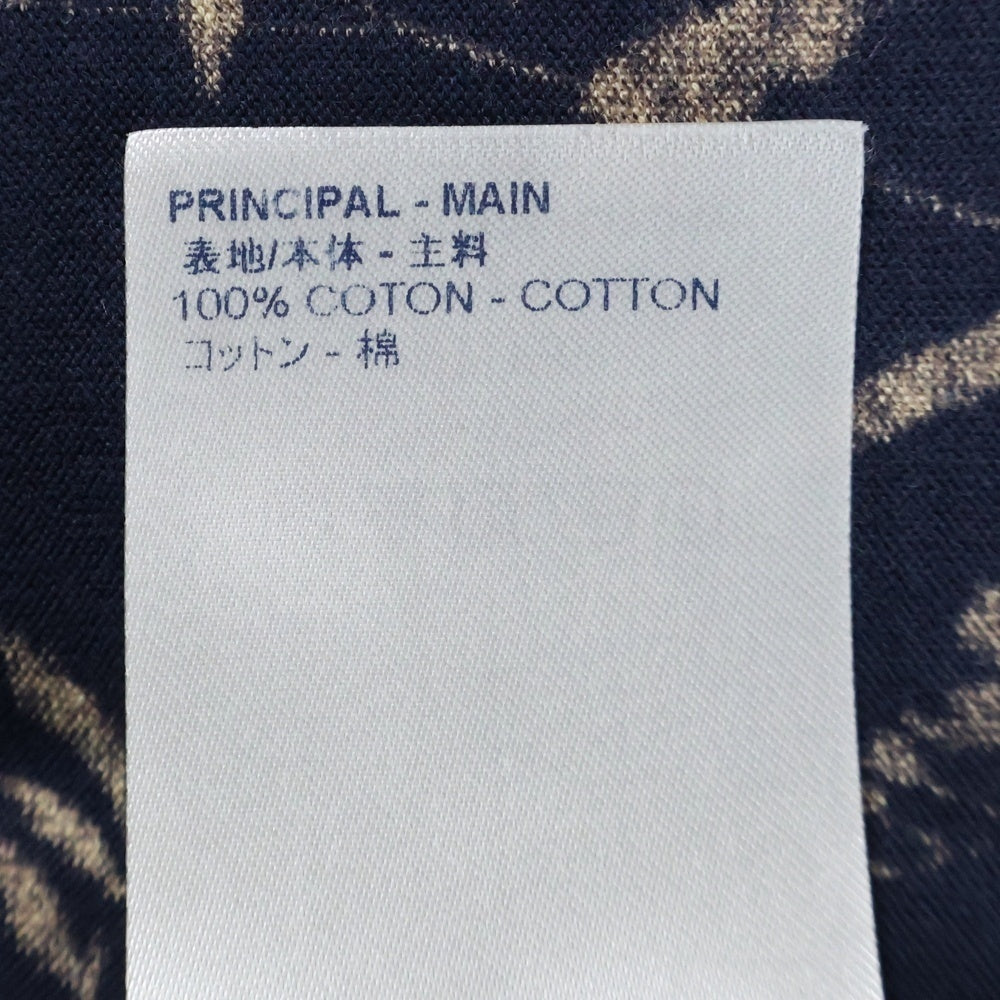 PRINCIPAL - MAIN
表地/本体 - 主料
100% COTON - COTTON
コットン - 棉